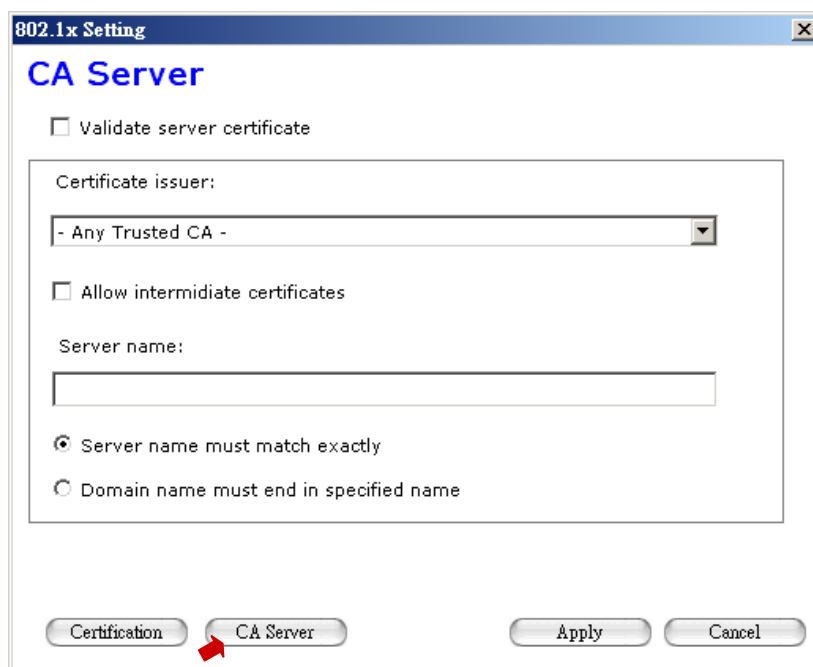 802.1x Setting
CA Server
Validate server certificate
Certificate issuer:
- Any Trusted CA -
Allow intermidiate certificates
Server name:
Server name must match exactly
Domain name must end in specified name
Certification CA Server Apply Cancel